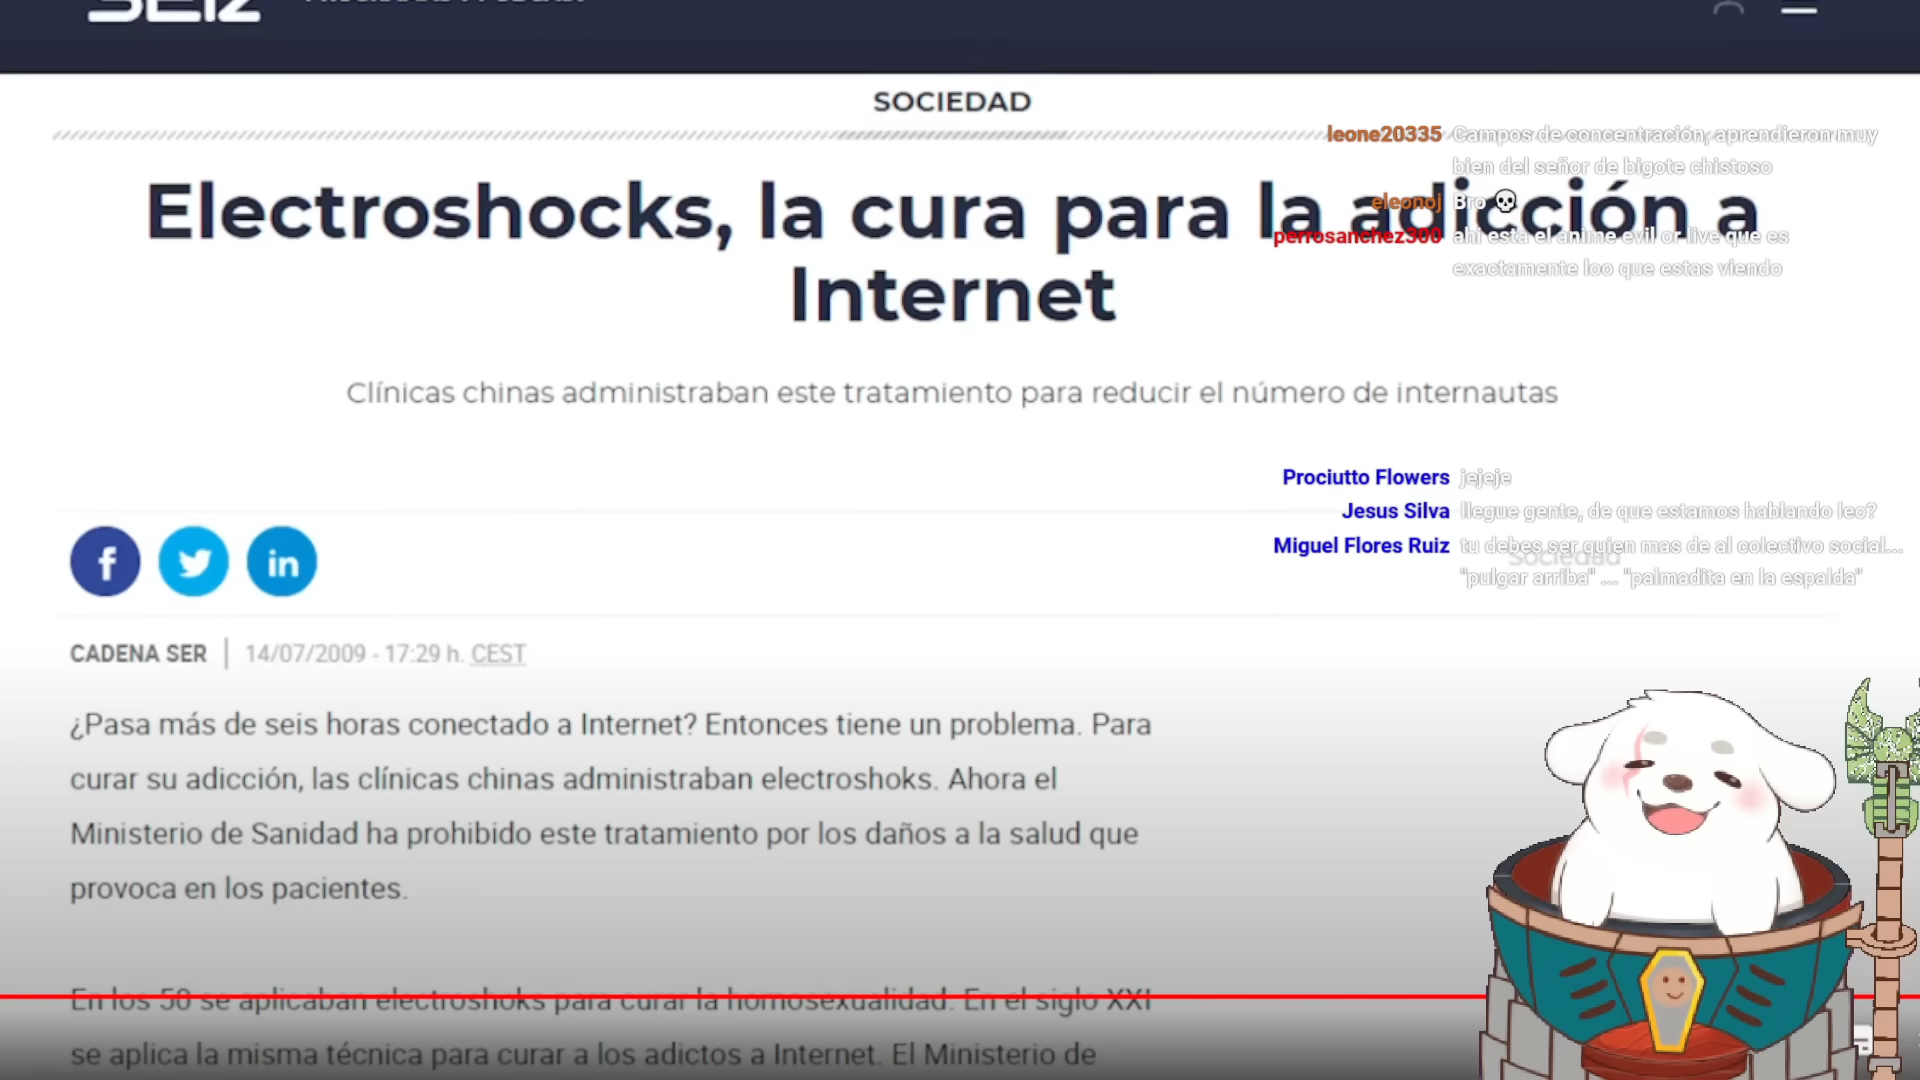 SOCIEDAD
Electroshocks, la cura para la adicción a
Internet
Clínicas chinas administraban este tratamiento para reducir el número de internautas
leone20335 Campos de concentración, aprendieron muy
bien del señor de bigote chistoso
eleonoj Bro 💀
perrosanchez300 ahi esta el anime evil or live que es
exactamente loo que estas viendo
Prociutto Flowers jejeje
Jesus Silva llegue gente, de que estamos hablando leo?
Miguel Flores Ruiz tu debes ser quien mas de al colectivo social...
"pulgar arriba" ... "palmadita en la espalda"
Sociedad
f
in
CADENA SER | 14/07/2009 - 17:29 h. CEST
¿Pasa más de seis horas conectado a Internet? Entonces tiene un problema. Para
curar su adicción, las clínicas chinas administraban electroshoks. Ahora el
Ministerio de Sanidad ha prohibido este tratamiento por los daños a la salud que
provoca en los pacientes.
En los 50 se aplicaban electroshoks para curar la homosexualidad. En el siglo XXI
se aplica la misma técnica para curar a los adictos a Internet. El Ministerio de